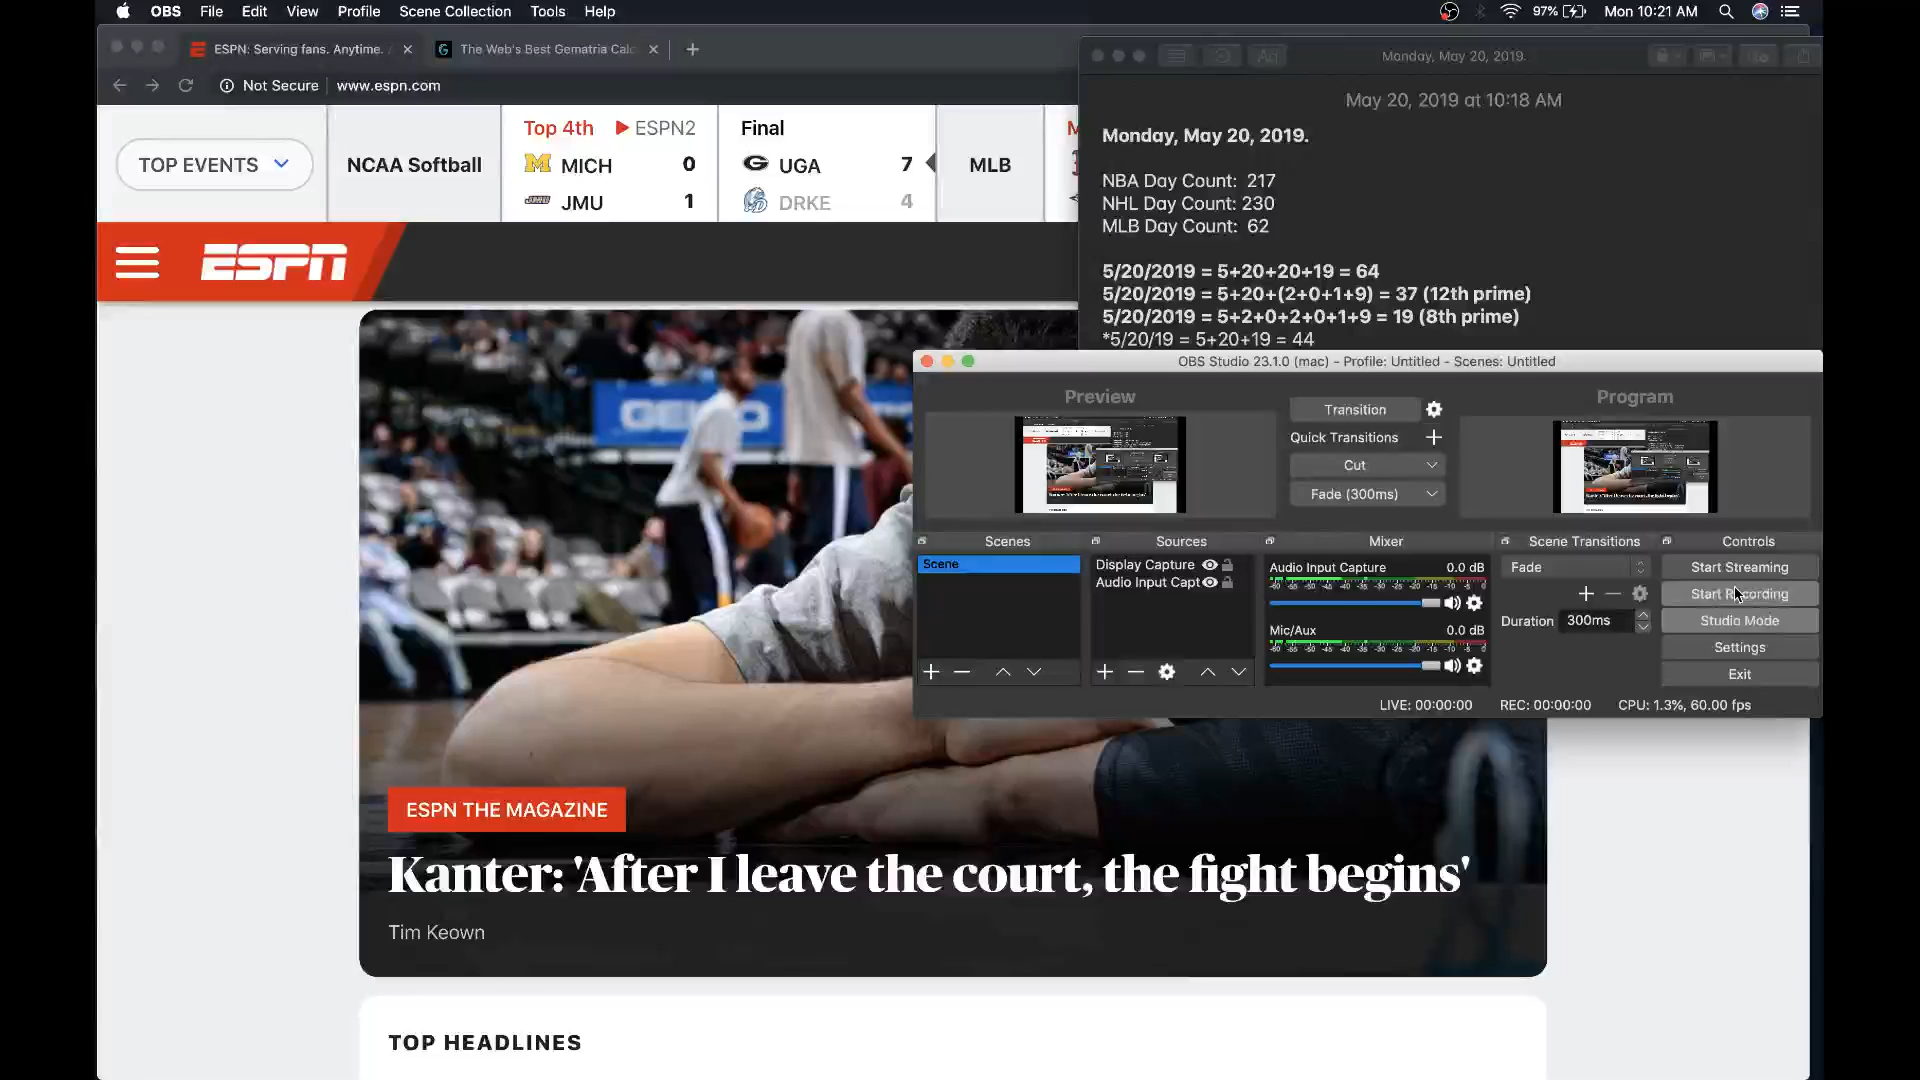 OBS File Edit View Profile Scene Collection Tools Help
97% Mon 10:21 AM
ESPN: Serving fans. Anytime.
The Web's Best Gematria Calc
Not Secure www.espn.com
TOP EVENTS
NCAA Softball
Top 4th ESPN2
MICH 0
JMU 1
Final
UGA 7
DRKE 4
MLB
ESPN
Monday, May 20, 2019.
May 20, 2019 at 10:18 AM
Monday, May 20, 2019.
NBA Day Count: 217
NHL Day Count: 230
MLB Day Count: 62
5/20/2019 = 5+20+20+19 = 64
5/20/2019 = 5+20+(2+0+1+9) = 37 (12th prime)
5/20/2019 = 5+2+0+2+0+1+9 = 19 (8th prime)
*5/20/19 = 5+20+19 = 44
OBS Studio 23.1.0 (mac) - Profile: Untitled - Scenes: Untitled
Preview
Transition
Quick Transitions
Cut
Fade (300ms)
Program
Scenes
Scene
Sources
Display Capture
Audio Input Capt
Mixer
Audio Input Capture 0.0 dB
Mic/Aux 0.0 dB
Scene Transitions
Fade
Duration 300ms
Controls
Start Streaming
Start Recording
Studio Mode
Settings
Exit
LIVE: 00:00:00 REC: 00:00:00 CPU: 1.3%, 60.00 fps
GEICO
ESPN THE MAGAZINE
Kanter: 'After I leave the court, the fight begins'
Tim Keown
TOP HEADLINES